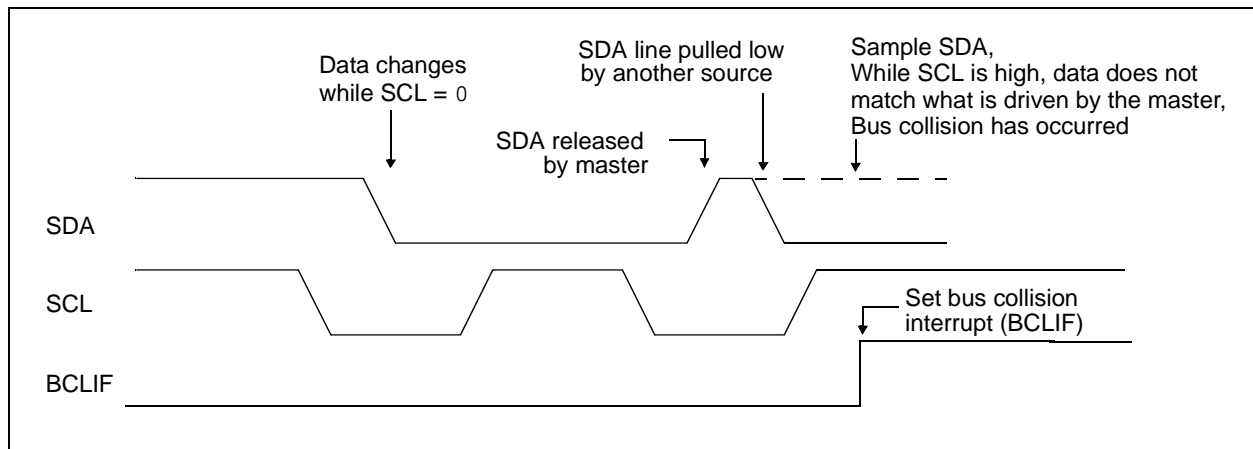 Data changes
while SCL = 0
SDA line pulled low
by another source
Sample SDA,
While SCL is high, data does not
match what is driven by the master,
Bus collision has occurred
SDA released
by master
SDA
SCL
Set bus collision
interrupt (BCLIF)
BCLIF